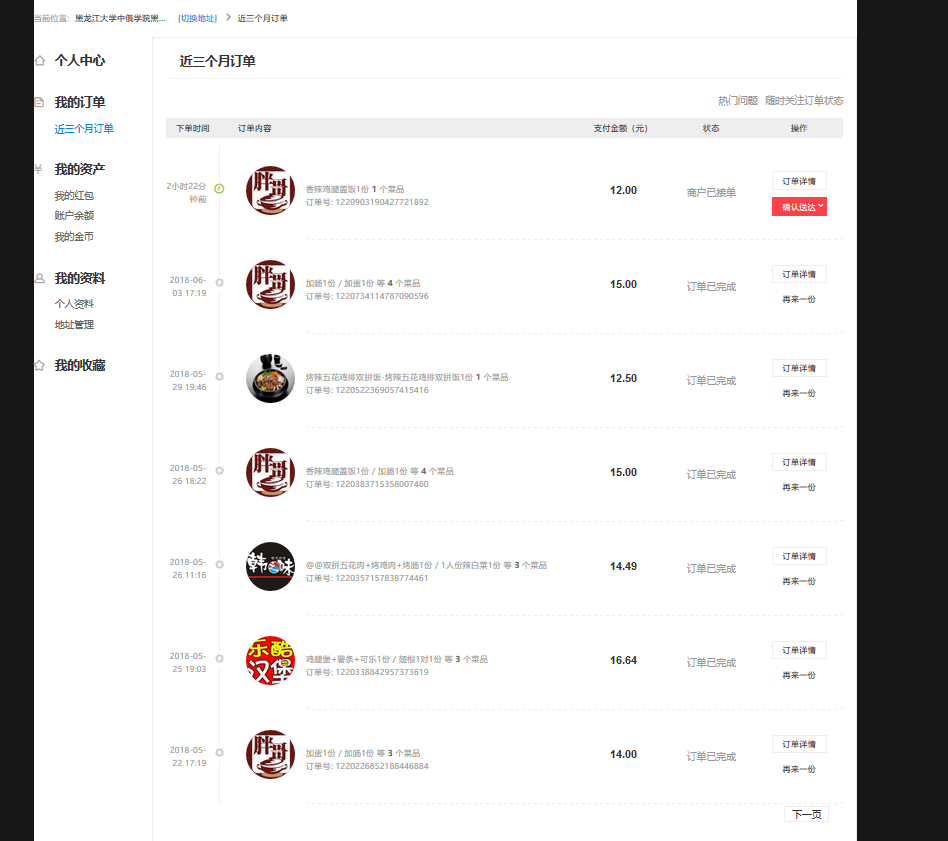 当前位置: 黑龙江大学中俄学院黑... [切换地址] > 近三个月订单
个人中心
我的订单
近三个月订单
我的资产
我的红包
账户余额
我的金币
我的资料
个人资料
地址管理
我的收藏
近三个月订单
热门问题 随时关注订单状态
下单时间 订单内容 支付金额（元） 状态 操作
2小时22分
钟前
胖哥
香辣鸡腿盖饭1份 1 个菜品
订单号: 1220903190427721892
12.00
商户已接单
订单详情
确认送达
2018-06-
03 17:19
胖哥
加肠1份 / 加蛋1份 等 4 个菜品
订单号: 1220734114787090596
15.00
订单已完成
订单详情
再来一份
2018-05-
29 19:46
烤辣五花鸡排双拼饭-烤辣五花鸡排双拼饭1份 1 个菜品
订单号: 1220522369057415416
12.50
订单已完成
订单详情
再来一份
2018-05-
26 18:22
胖哥
香辣鸡腿盖饭1份 / 加肠1份 等 4 个菜品
订单号: 1220383715358007460
15.00
订单已完成
订单详情
再来一份
2018-05-
26 11:16
韩 味
@@双拼五花肉+烤鸡肉+烤肠1份 / 1人份辣白菜1份 等 3 个菜品
订单号: 1220357157838774461
14.49
订单已完成
订单详情
再来一份
2018-05-
25 19:03
乐酷
汉堡
鸡腿堡+薯条+可乐1份 / 翅根1对1份 等 3 个菜品
订单号: 1220338842957373619
16.64
订单已完成
订单详情
再来一份
2018-05-
22 17:19
胖哥
加蛋1份 / 加肠1份 等 3 个菜品
订单号: 1220226852188446884
14.00
订单已完成
订单详情
再来一份
下一页